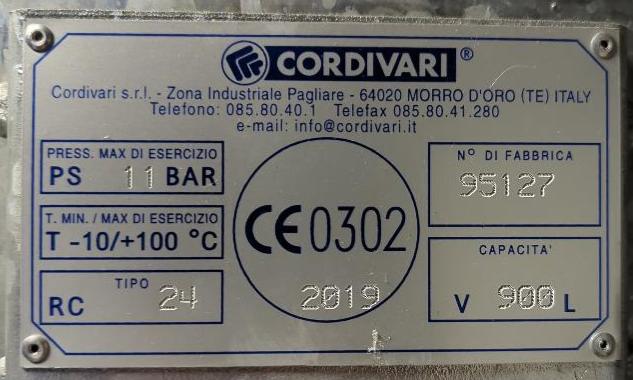 CORDIVARI®
Cordivari s.r.l. - Zona Industriale Pagliare - 64020 MORRO D'ORO (TE) ITALY
Telefono: 085.80.40.1 Telefax 085.80.41.280
e-mail: info@cordivari.it
PRESS. MAX DI ESERCIZIO
PS 11 BAR
T. MIN. / MAX DI ESERCIZIO
T -10/+100 °C
TIPO
RC 24
CE 0302
2019
N° DI FABBRICA
95127
CAPACITA'
V 900 L